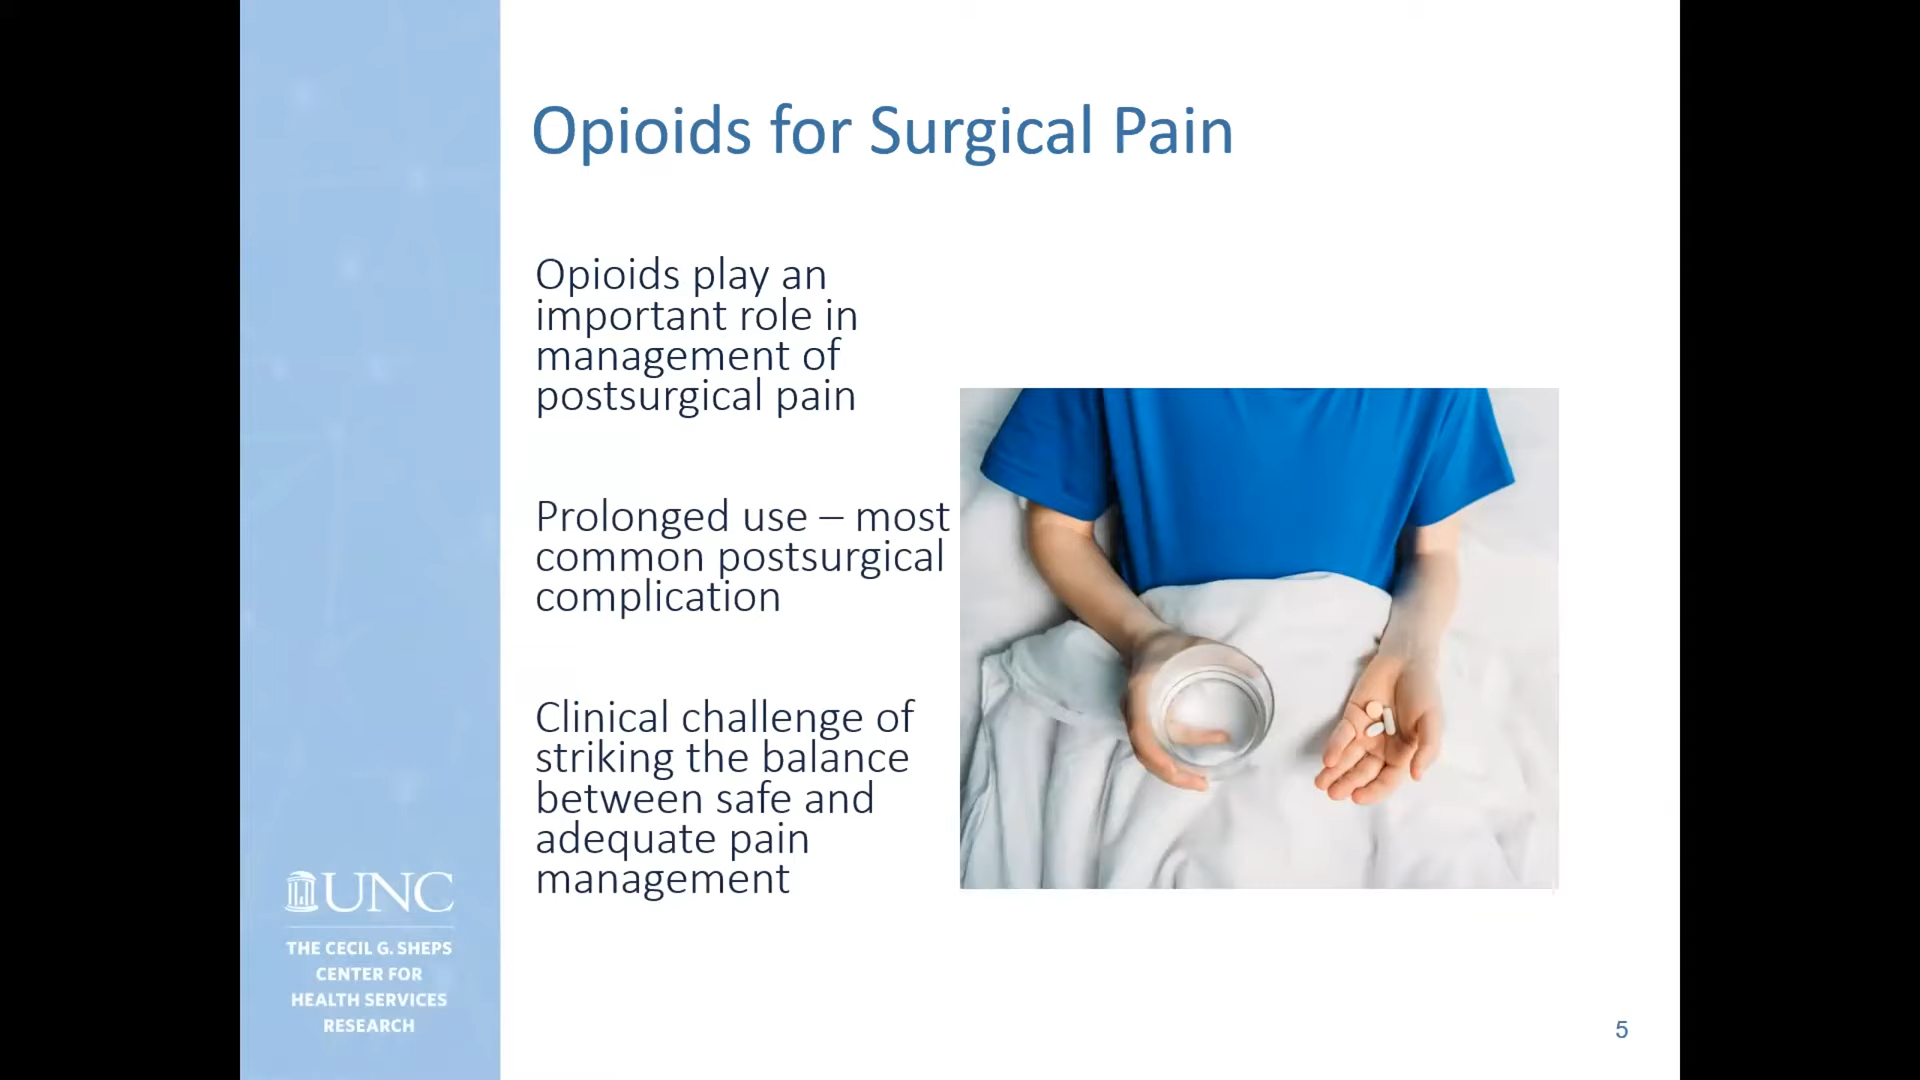 Opioids for Surgical Pain
Opioids play an
important role in
management of
postsurgical pain
Prolonged use – most
common postsurgical
complication
Clinical challenge of
striking the balance
between safe and
adequate pain
management
UNC
THE CECIL G. SHEPS
CENTER FOR
HEALTH SERVICES
RESEARCH
5